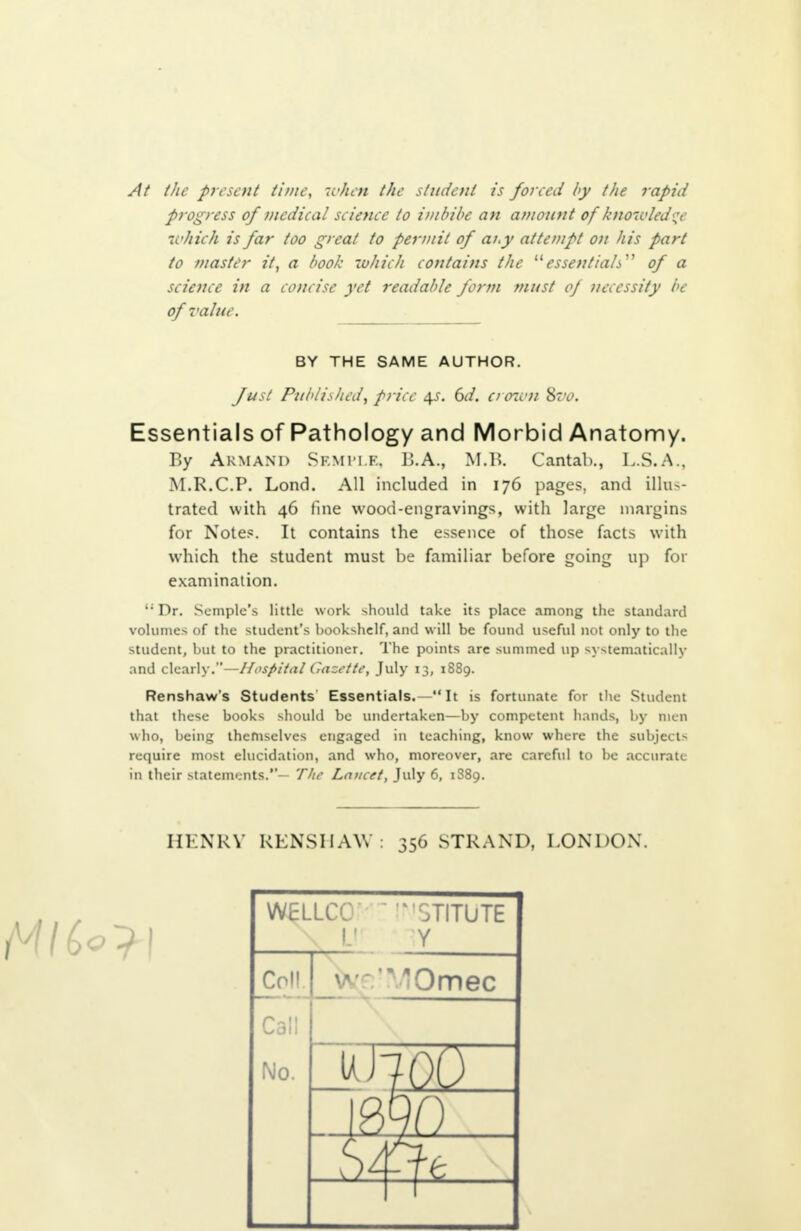 At the present time, when the student is forced by the rapid
progress of medical science to imbibe an amount of knowledge
which is far too great to permit of any attempt on his part
to master it, a book which contains the "essentials" of a
science in a concise yet readable form must of necessity be
of value.
BY THE SAME AUTHOR.
Just Published, price 4s. 6d. crown 8vo.
Essentials of Pathology and Morbid Anatomy.
By ARMAND SEMPLE, B.A., M.B. Cantab., L.S.A.,
M.R.C.P. Lond. All included in 176 pages, and illus-
trated with 46 fine wood-engravings, with large margins
for Notes. It contains the essence of those facts with
which the student must be familiar before going up for
examination.
"Dr. Semple's little work should take its place among the standard
volumes of the student's bookshelf, and will be found useful not only to the
student, but to the practitioner. The points are summed up systematically
and clearly."—Hospital Gazette, July 13, 1889.
Renshaw's Students' Essentials.—"It is fortunate for the Student
that these books should be undertaken—by competent hands, by men
who, being themselves engaged in teaching, know where the subjects
require most elucidation, and who, moreover, are careful to be accurate
in their statements."—The Lancet, July 6, 1889.
HENRY RENSHAW: 356 STRAND, LONDON.
M16071
STITUTE
Coll. Omec
Call
No. W700
1890
S47e